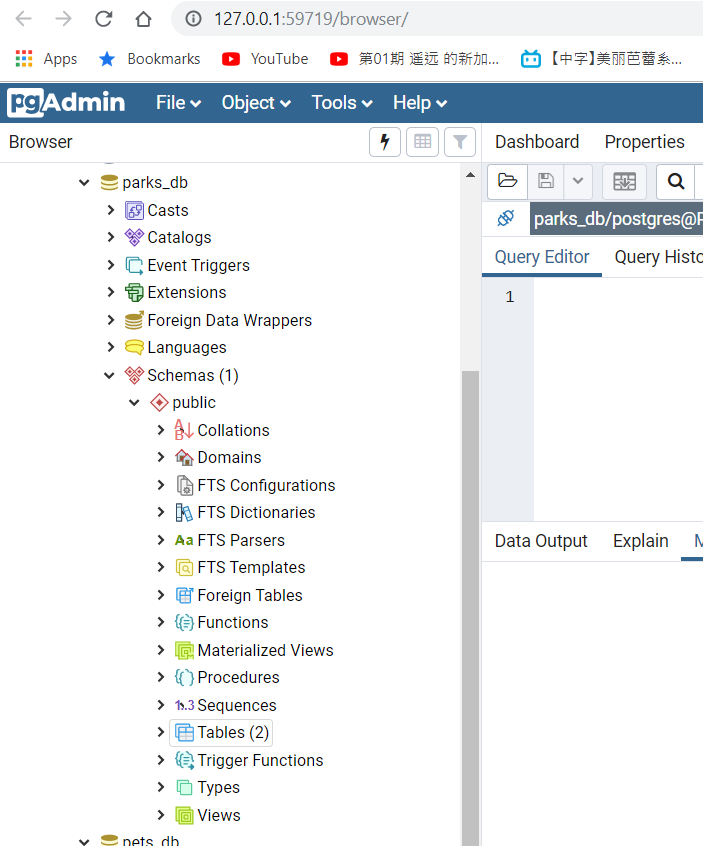 127.0.0.1:59719/browser/
Apps Bookmarks YouTube 第01期 遥远 的新加... 【中字】美丽芭蕾系...
pgAdmin File Object Tools Help
Browser Dashboard Properties
parks_db
Casts
Catalogs
Event Triggers
Extensions
Foreign Data Wrappers
Languages
Schemas (1)
public
Collations
Domains
FTS Configurations
FTS Dictionaries
FTS Parsers
FTS Templates
Foreign Tables
Functions
Materialized Views
Procedures
1..3 Sequences
Tables (2)
Trigger Functions
Types
Views
pets_db
parks_db/postgres@P
Query Editor Query Histo
1
Data Output Explain M